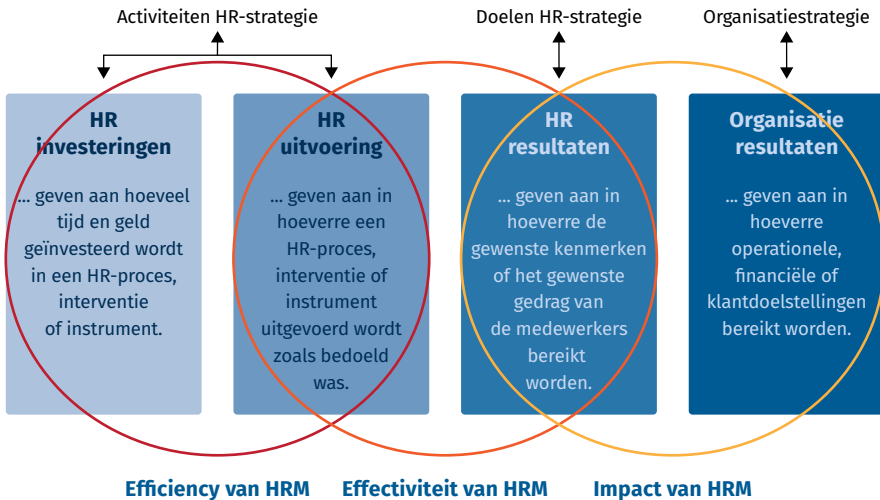 Activiteiten HR-strategie
Doelen HR-strategie
Organisatiestrategie
HR
investeringen
... geven aan hoeveel
tijd en geld
geïnvesteerd wordt
in een HR-proces,
interventie
of instrument.
HR
uitvoering
... geven aan in
hoeverre een
HR-proces,
interventie of
instrument
uitgevoerd wordt
zoals bedoeld
was.
HR
resultaten
... geven aan in
hoeverre de
gewenste kenmerken
of het gewenste
gedrag van
de medewerkers
bereikt
worden.
Organisatie
resultaten
... geven aan in
hoeverre
operationele,
financiële of
klantdoelstellingen
bereikt worden.
Efficiency van HRM
Effectiviteit van HRM
Impact van HRM